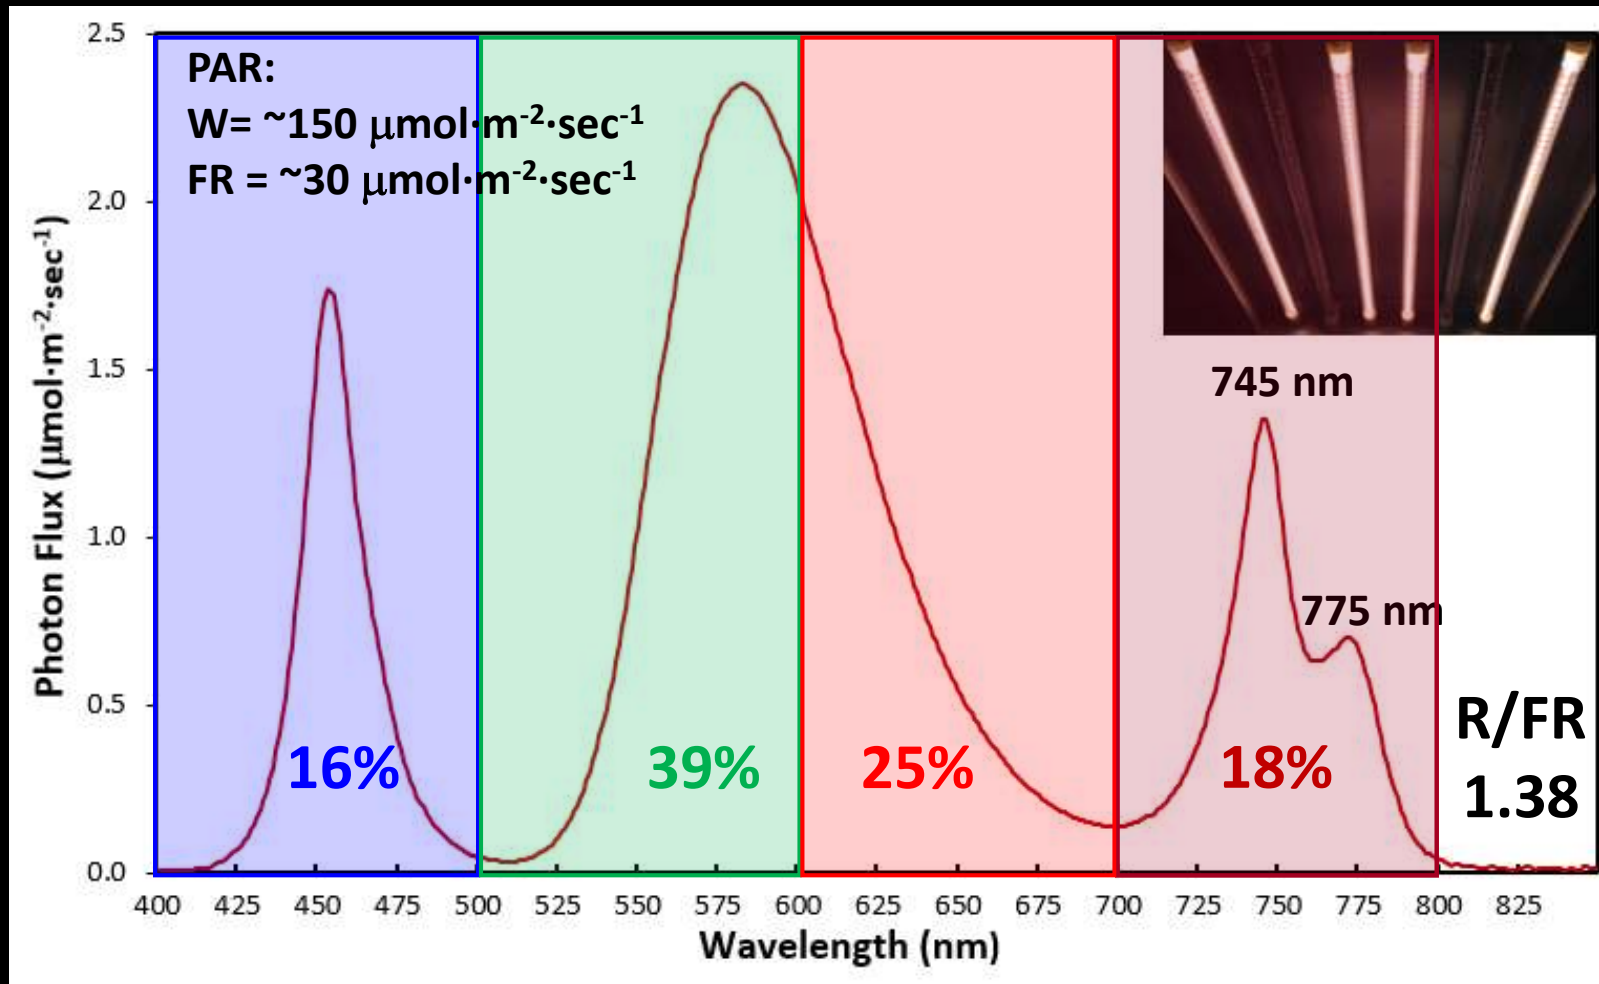 PAR:
W= ~150 μmol·m⁻²·sec⁻¹
FR = ~30 μmol·m⁻²·sec⁻¹
Photon Flux (μmol·m⁻²·sec⁻¹)
2.5
2.0
1.5
1.0
0.5
0.0
745 nm
775 nm
16% 39% 25% 18%
R/FR
1.38
400 425 450 475 500 525 550 575 600 625 650 675 700 725 750 775 800 825
Wavelength (nm)